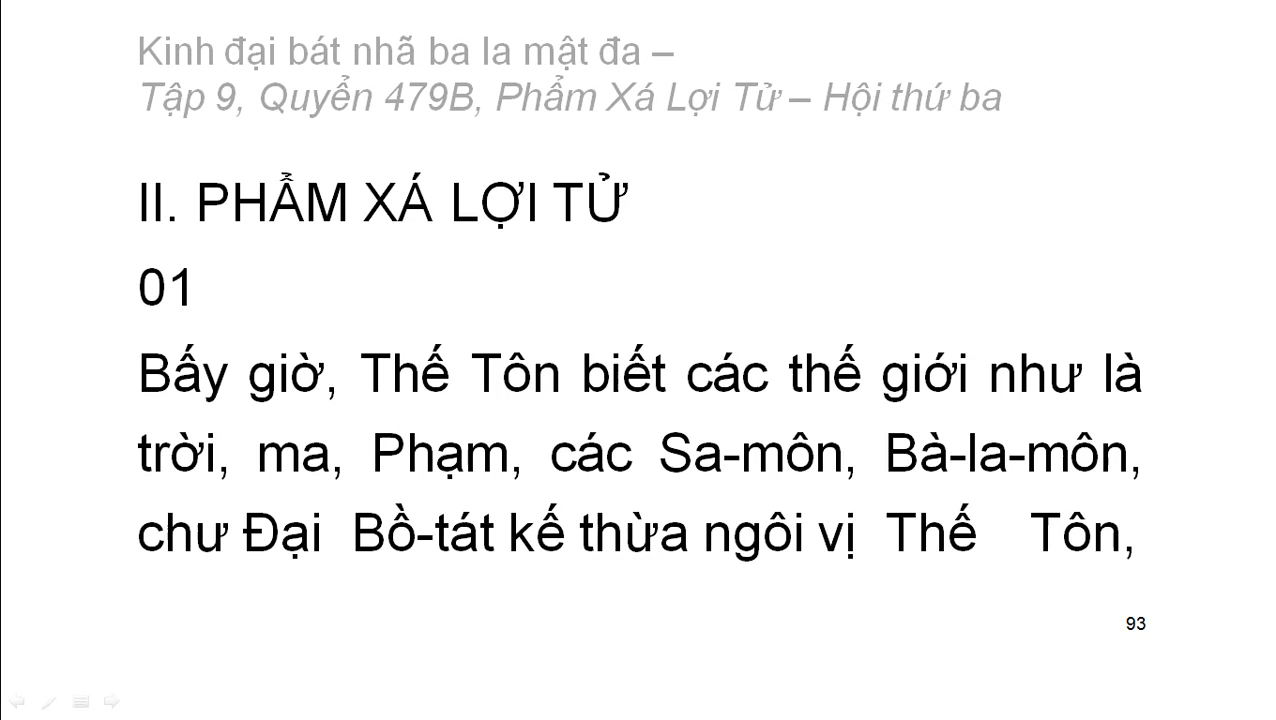 Kinh đại bát nhã ba la mật đa –
Tập 9, Quyển 479B, Phẩm Xá Lợi Tử – Hội thứ ba
II. PHẨM XÁ LỢI TỬ
01
Bấy giờ, Thế Tôn biết các thế giới như là
trời, ma, Phạm, các Sa-môn, Bà-la-môn,
chư Đại Bồ-tát kế thừa ngôi vị Thế Tôn,
93